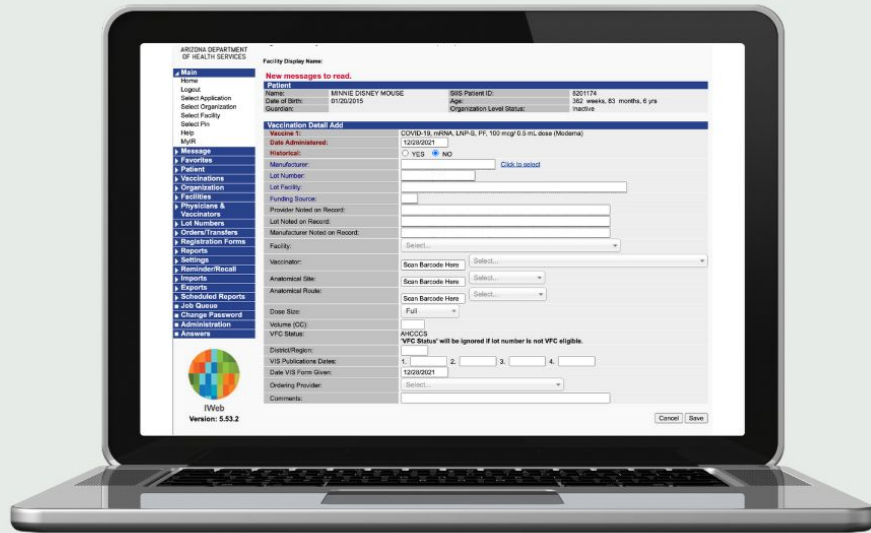 ARIZONA DEPARTMENT
OF HEALTH SERVICES
Facility Display Name:
New messages to read.
Main
Home
Logout
Select Application
Select Organization
Select Facility
Select Pin
Help
MyIR
Message
Favorites
Patient
Vaccinations
Organization
Facilities
Physicians &
Vaccinators
Lot Numbers
Orders/Transfers
Registration Forms
Reports
Settings
Reminder/Recall
Imports
Exports
Scheduled Reports
Job Queue
Change Password
Administration
Answers
IWeb
Version: 5.53.2
Patient
Name: MINNIE DISNEY MOUSE SIIS Patient ID: 8201174
Date of Birth: 01/20/2015 Age: 362 weeks, 83 months, 6 yrs
Guardian: Organization Level Status: Inactive
Vaccination Detail Add
Vaccine 1: COVID-19, mRNA, LNP-S, PF, 100 mcg/ 0.5 mL dose (Moderna)
Date Administered: 12/28/2021
Historical: YES NO
Manufacturer: Click to select
Lot Number:
Lot Facility:
Funding Source:
Provider Noted on Record:
Lot Noted on Record:
Manufacturer Noted on Record:
Facility: Select...
Vaccinator: Scan Barcode Here Select...
Anatomical Site: Scan Barcode Here Select...
Anatomical Route: Scan Barcode Here Select...
Dose Size: Full
Volume (CC):
VFC Status: AHCCCS
'VFC Status' will be ignored if lot number is not VFC eligible.
District/Region:
VIS Publications Dates: 1. 2. 3. 4.
Date VIS Form Given: 12/28/2021
Ordering Provider: Select...
Comments:
Cancel Save